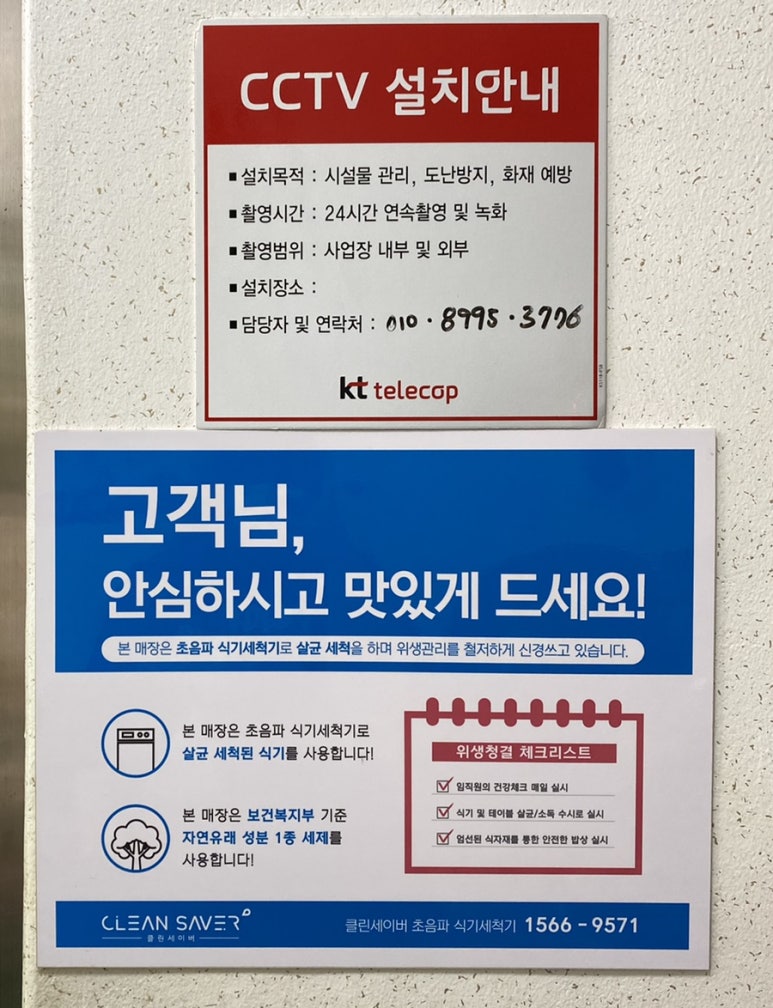 CCTV 설치안내
▪설치목적 : 시설물 관리, 도난방지, 화재 예방
▪촬영시간 : 24시간 연속촬영 및 녹화
▪촬영범위 : 사업장 내부 및 외부
▪설치장소 :
▪담당자 및 연락처 : 010 · 8995 · 3776
kt telecop
고객님,
안심하시고 맛있게 드세요!
본 매장은 초음파 식기세척기로 살균 세척을 하며 위생관리를 철저하게 신경쓰고 있습니다.
본 매장은 초음파 식기세척기로
살균 세척된 식기를 사용합니다!
본 매장은 보건복지부 기준
자연유래 성분 1종 세제를
사용합니다!
위생청결 체크리스트
임직원의 건강체크 매일 실시
식기 및 테이블 살균/소독 수시로 실시
엄선된 식자재를 통한 안전한 밥상 실시
CLEAN SAVER
클린세이버
클린세이버 초음파 식기세척기 1566 - 9571